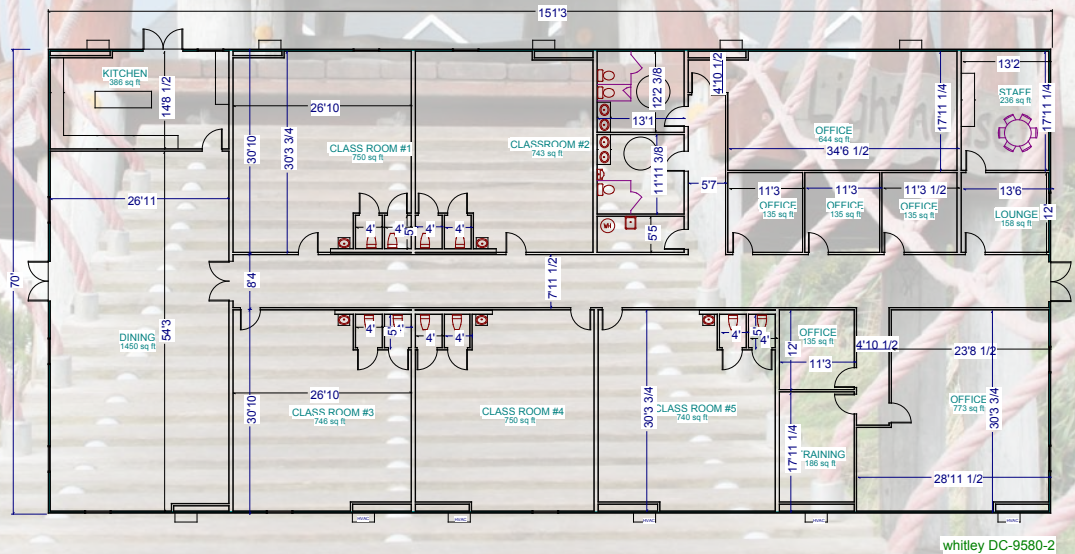 151'3
KITCHEN
386 sq ft
14'8 1/2
26'10
30'10
30'3 3/4
CLASS ROOM #1
750 sq ft
CLASSROOM #2
743 sq ft
12'2 3/8
13'1
11'11 3/8
5'5
WH
4'10 1/2
5'7
OFFICE
644 sq ft
34'6 1/2
17'11 1/4
13'2
STAFF
236 sq ft
17'11 1/4
11'3
OFFICE
135 sq ft
11'3
OFFICE
135 sq ft
11'3 1/2
OFFICE
135 sq ft
13'6
LOUNGE
158 sq ft
12'
26'11
4'
4'
5'
4'
4'
70'
8'4
7'11 1/2
DINING
1450 sq ft
54'3
4'
5'
4'
4'
4'
5'
4'
26'10
30'10
CLASS ROOM #3
746 sq ft
CLASS ROOM #4
750 sq ft
30'3 3/4
CLASS ROOM #5
740 sq ft
OFFICE
135 sq ft
12'
11'3
4'10 1/2
23'8 1/2
OFFICE
773 sq ft
30'3 3/4
17'11 1/4
TRAINING
186 sq ft
28'11 1/2
HVAC
HVAC
HVAC
HVAC
HVAC
whitley DC-9580-2